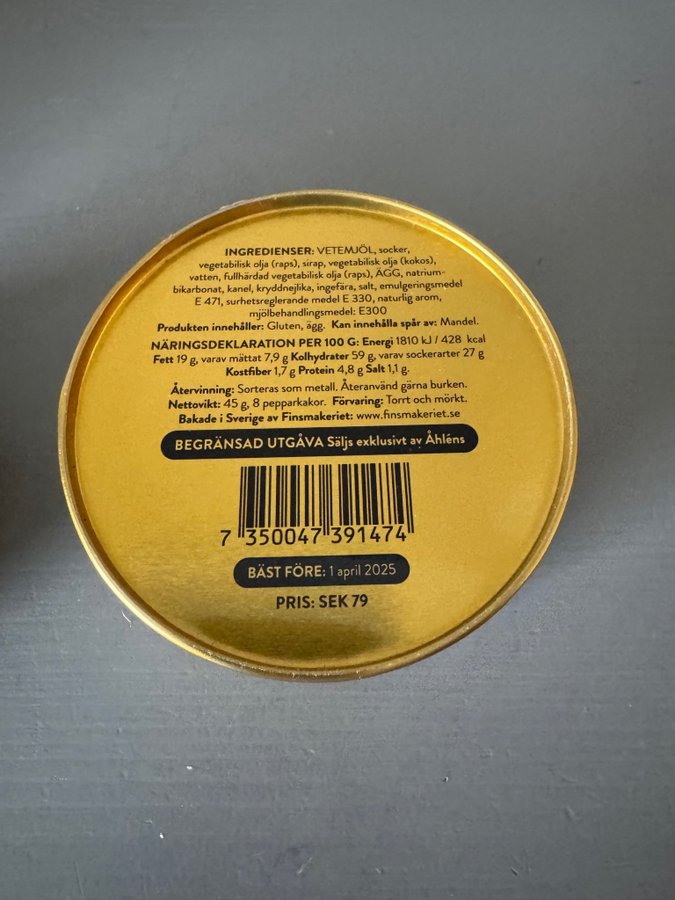 INGREDIENSER: VETEMJÖL, socker,
vegetabilisk olja (raps), sirap, vegetabilisk olja (kokos),
vatten, fullhärdad vegetabilisk olja (raps), ÄGG, natrium-
bikarbonat, kanel, kryddnejlika, ingefära, salt, emulgeringsmedel
E 471, surhetsreglerande medel E 330, naturlig arom,
mjölbehandlingsmedel: E300
Produkten innehåller: Gluten, ägg. Kan innehålla spår av: Mandel.
NÄRINGSDEKLARATION PER 100 G: Energi 1810 kJ / 428 kcal
Fett 19 g, varav mättat 7,9 g Kolhydrater 59 g, varav sockerarter 27 g
Kostfiber 1,7 g Protein 4,8 g Salt 1,1 g.
Återvinning: Sorteras som metall. Återanvänd gärna burken.
Nettovikt: 45 g, 8 pepparkakor. Förvaring: Torrt och mörkt.
Bakade i Sverige av Finsmakeriet: www.finsmakeriet.se
BEGRÄNSAD UTGÅVA Säljs exklusivt av Åhléns
7 350047 391474
BÄST FÖRE: 1 april 2025
PRIS: SEK 79